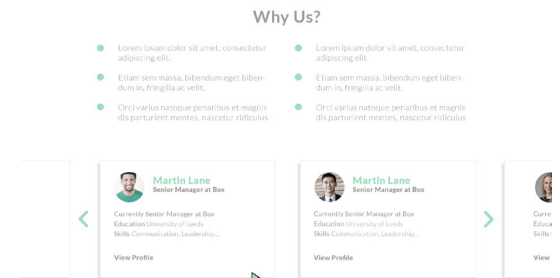 Why Us?
Lorem ipsum dolor sit amet, consectetur
adipiscing elit.
Etiam sem massa, bibendum eget biben-
dum in, fringilla ac velit.
Orci varius natoque penatibus et magnis
dis parturient montes, nascetur ridiculus
Lorem ipsum dolor sit amet, consectetur
adipiscing elit.
Etiam sem massa, bibendum eget biben-
dum in, fringilla ac velit.
Orci varius natoque penatibus et magnis
dis parturient montes, nascetur ridiculus
Martin Lane
Senior Manager at Box
Currently Senior Manager at Box
Education University of Leeds
Skills Communication, Leadership...
View Profile
Martin Lane
Senior Manager at Box
Currently Senior Manager at Box
Education University of Leeds
Skills Communication, Leadership...
View Profile
Curre
Educa
Skills
View